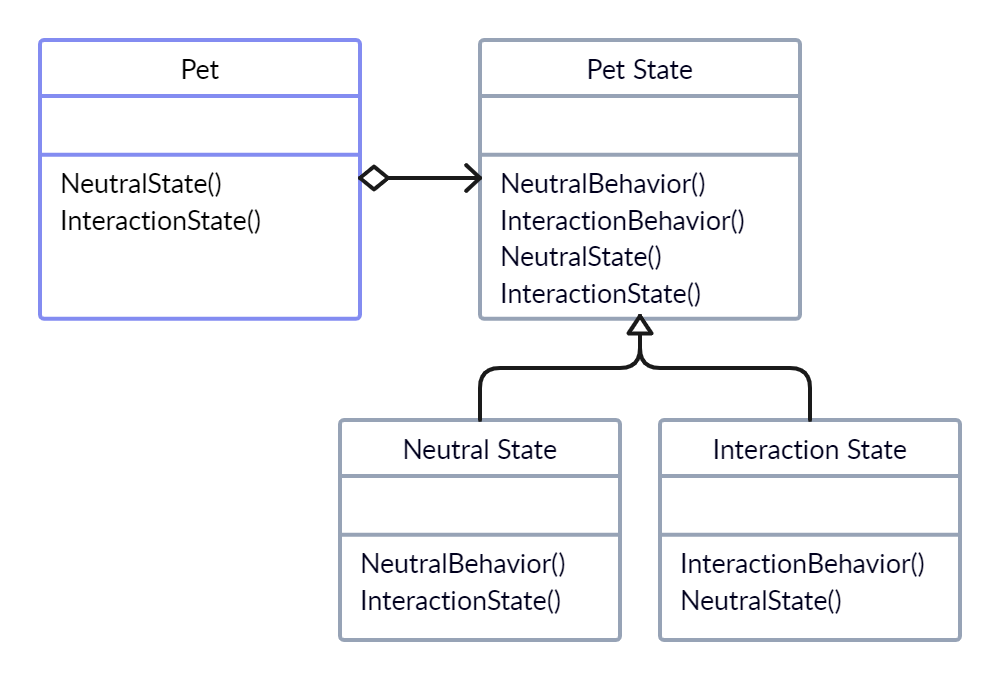 Pet
NeutralState()
InteractionState()
Pet State
NeutralBehavior()
InteractionBehavior()
NeutralState()
InteractionState()
Neutral State
NeutralBehavior()
InteractionState()
Interaction State
InteractionBehavior()
NeutralState()